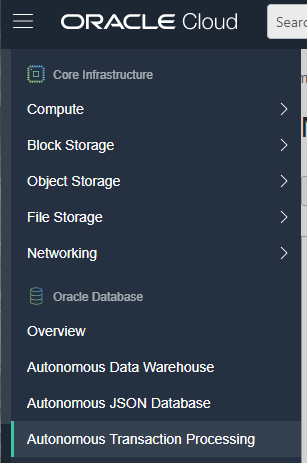 ORACLE Cloud
Sear
Core Infrastructure
Compute
Block Storage
Object Storage
File Storage
Networking
Oracle Database
Overview
Autonomous Data Warehouse
Autonomous JSON Database
Autonomous Transaction Processing